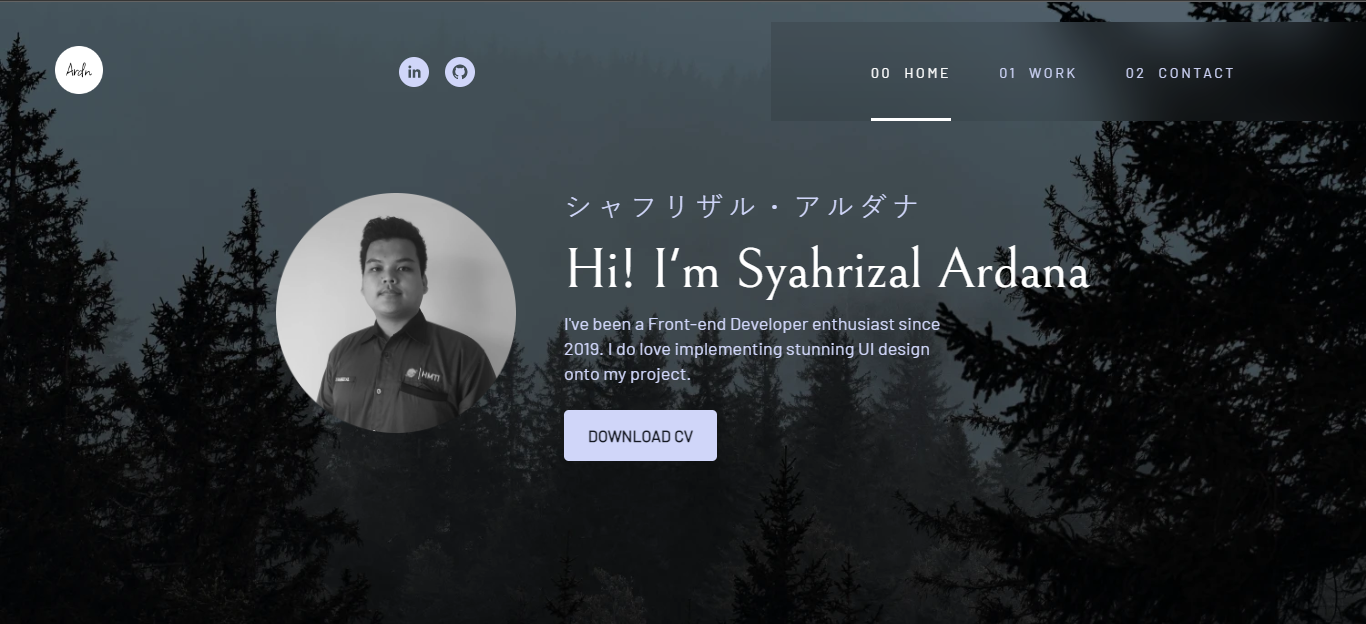 Ardn
in
00 HOME
01 WORK
02 CONTACT
シャフリザル・アルダナ
Hi! I’m Syahrizal Ardana
I've been a Front-end Developer enthusiast since
2019. I do love implementing stunning UI design
onto my project.
HMTI
DOWNLOAD CV